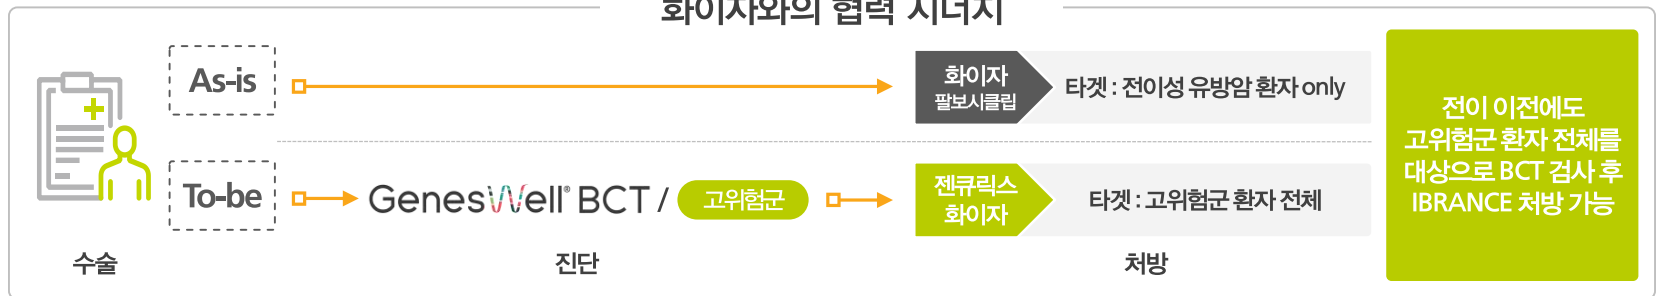 화이자와의 협력 시너지
As-is
화이자
팔보시클립
타겟 : 전이성 유방암 환자 only
To-be
GenesWell® BCT / 고위험군
젠큐릭스
화이자
타겟 : 고위험군 환자 전체
전이 이전에도
고위험군 환자 전체를
대상으로 BCT 검사 후
IBRANCE 처방 가능
수술
진단
처방